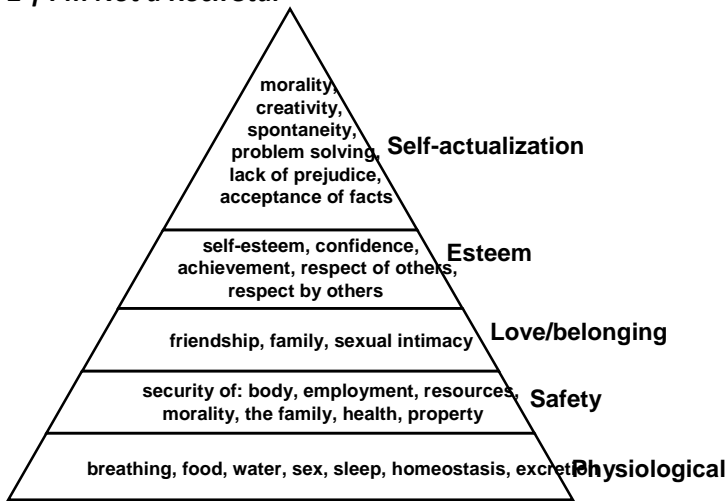 morality,
creativity,
spontaneity,
problem solving,
lack of prejudice,
acceptance of facts
Self-actualization
self-esteem, confidence,
achievement, respect of others,
respect by others
Esteem
friendship, family, sexual intimacy
Love/belonging
security of: body, employment, resources,
morality, the family, health, property
Safety
breathing, food, water, sex, sleep, homeostasis, excretion
Physiological